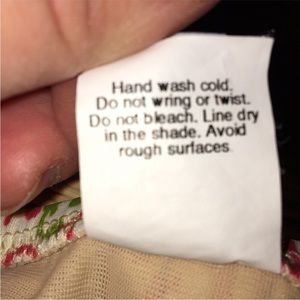 Hand wash cold.
Do not wring or twist.
Do not bleach. Line dry
in the shade. Avoid
rough surfaces.